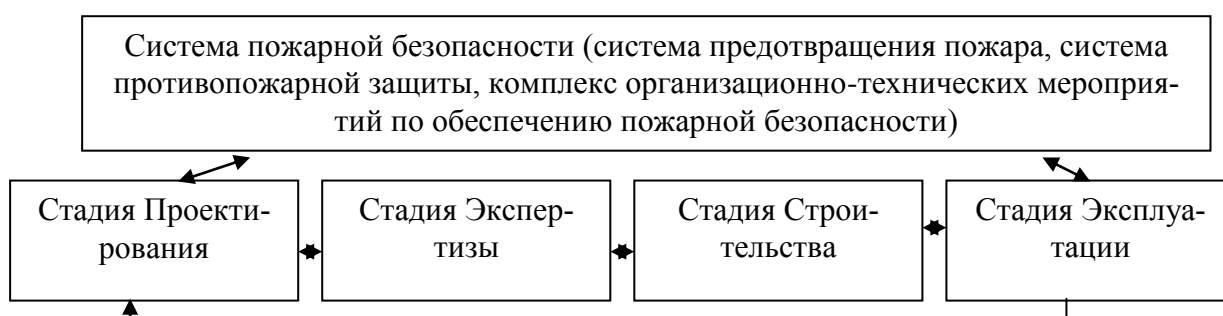 Система пожарной безопасности (система предотвращения пожара, система
противопожарной защиты, комплекс организационно-технических мероприя-
тий по обеспечению пожарной безопасности)
Стадия Проекти-
рования
Стадия Экспер-
тизы
Стадия Строи-
тельства
Стадия Эксплуа-
тации